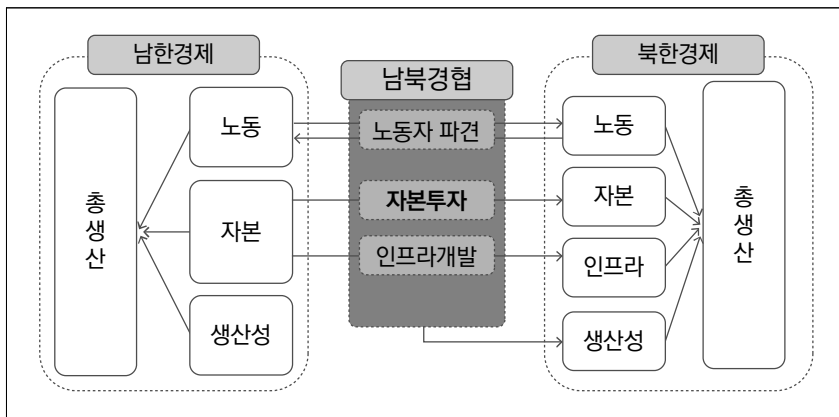 남한경제
총생산
노동
자본
생산성
남북경협
노동자 파견
자본투자
인프라개발
북한경제
노동
자본
인프라
생산성
총생산